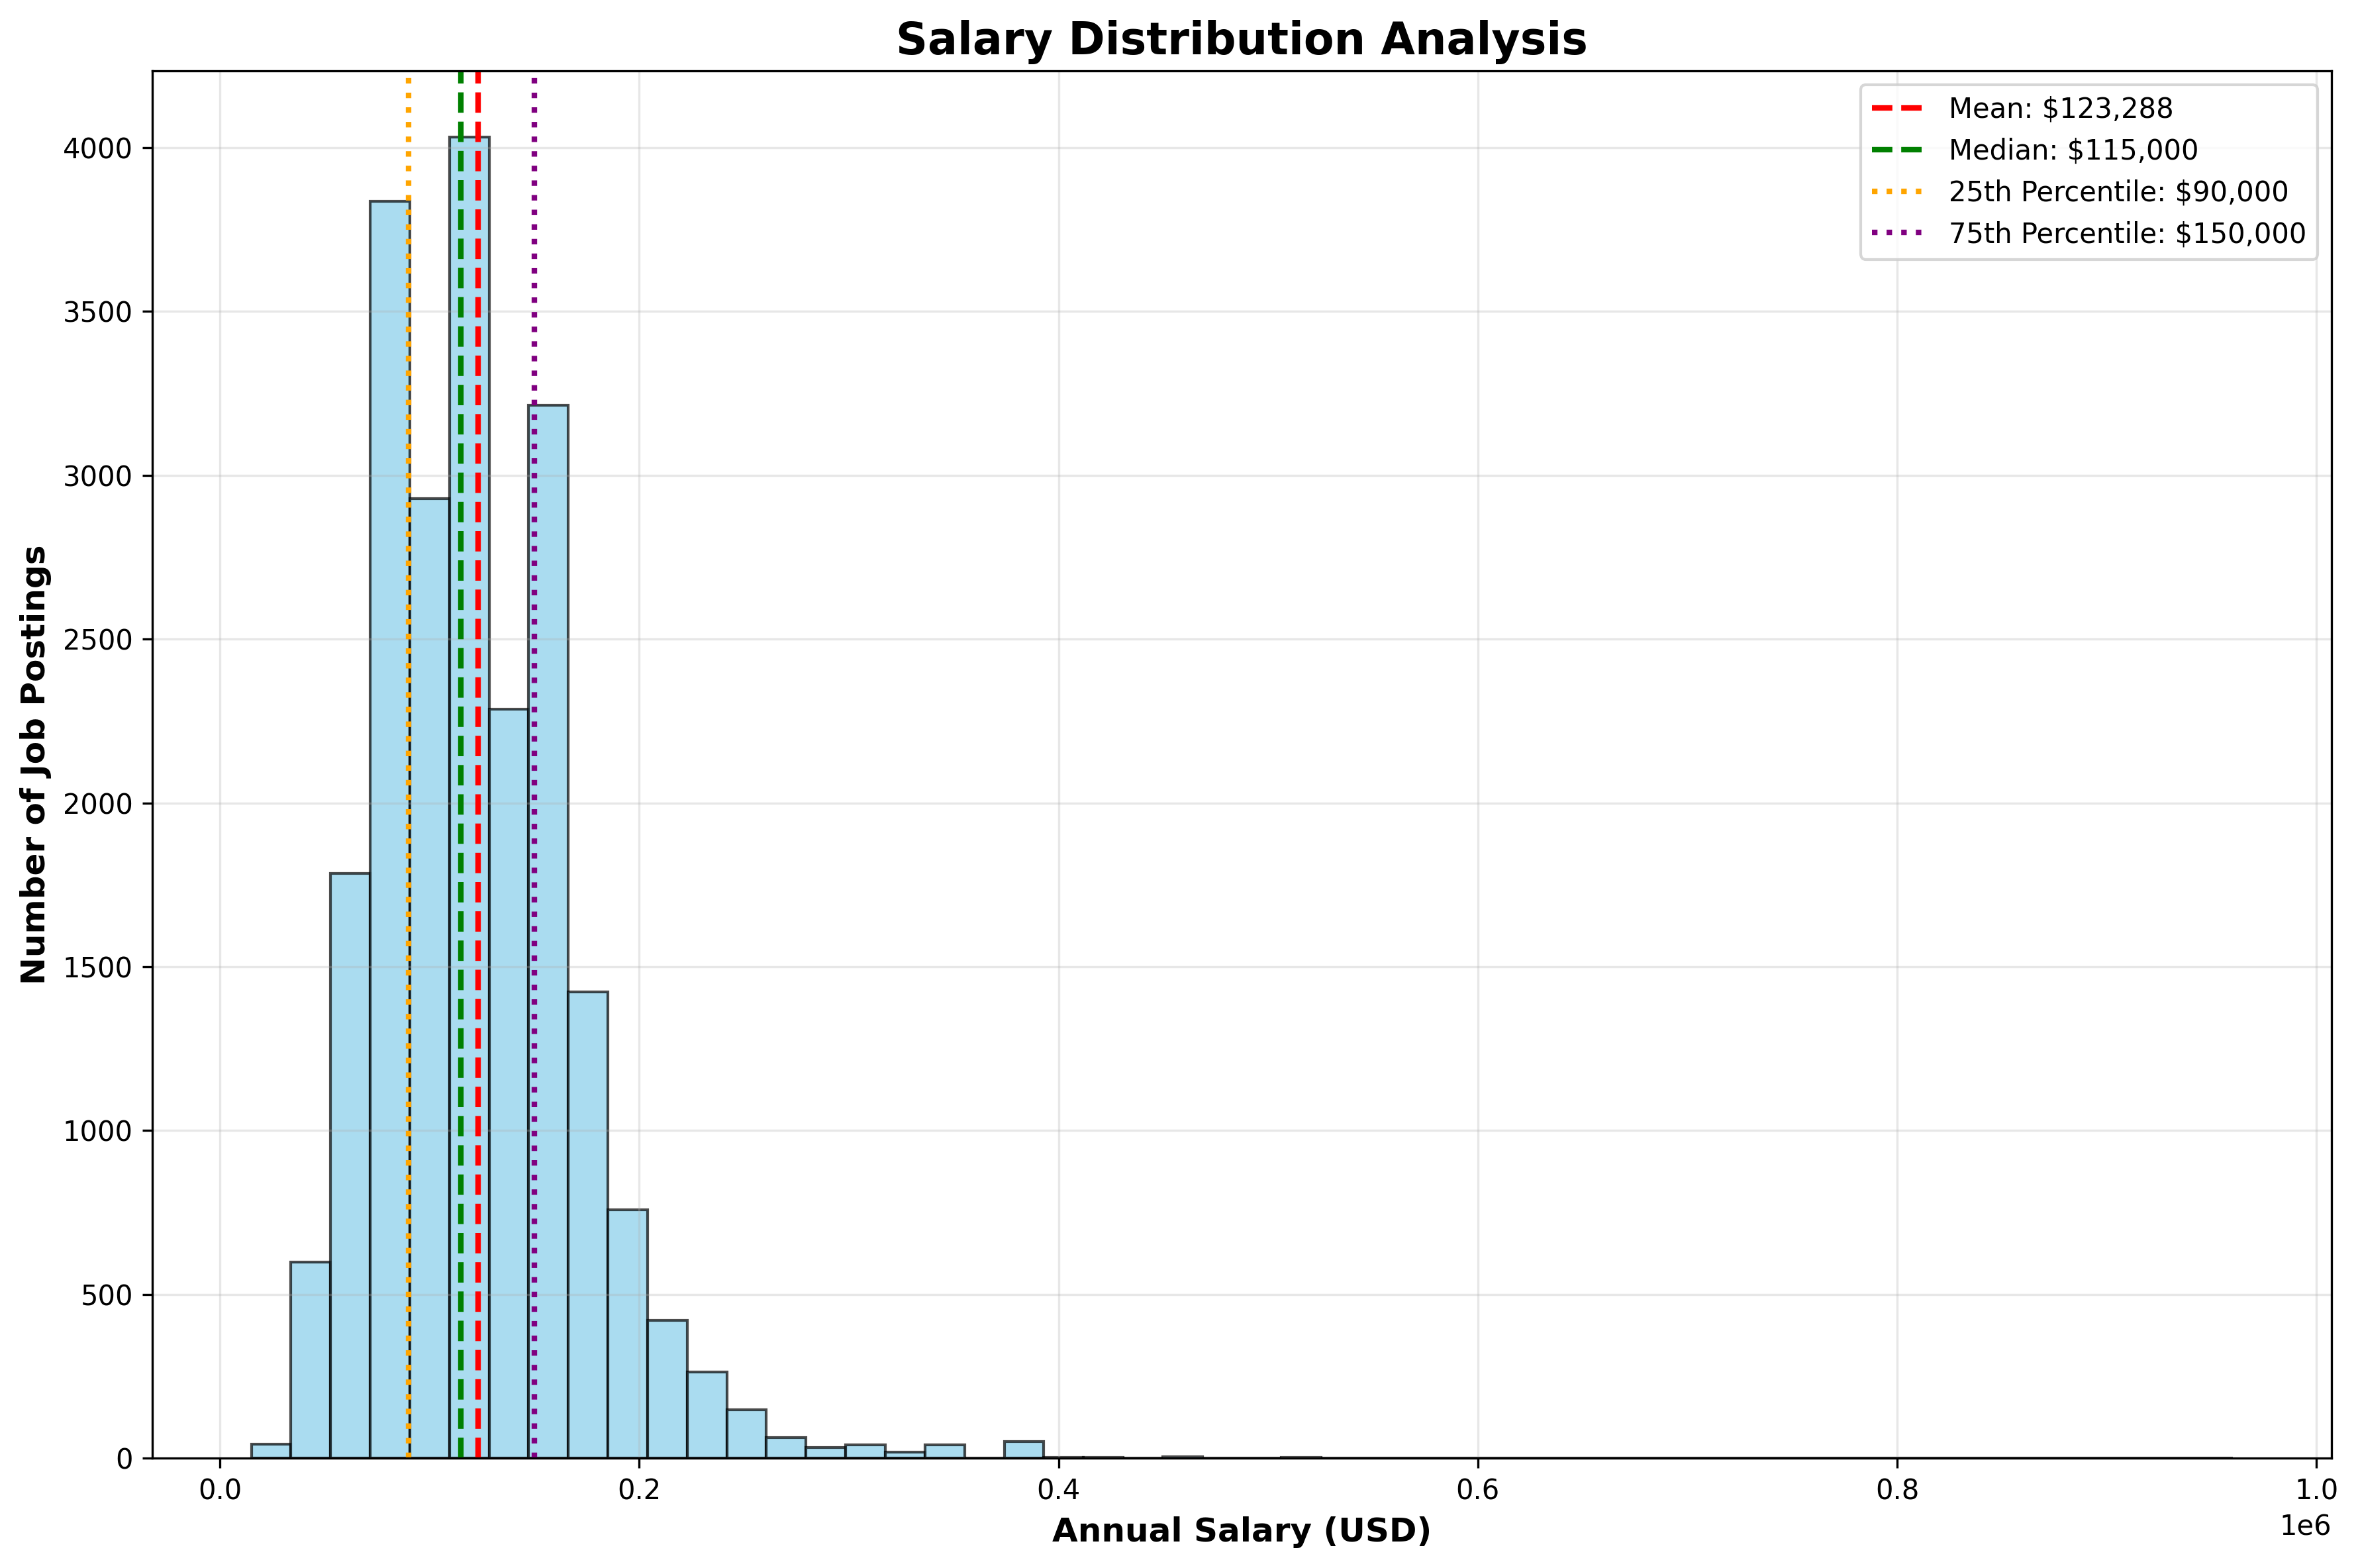 Salary Distribution Analysis
Mean: $123,288
Median: $115,000
25th Percentile: $90,000
75th Percentile: $150,000
Number of Job Postings
4000
3500
3000
2500
2000
1500
1000
500
0
0.0
0.2
0.4
0.6
0.8
1.0
1e6
Annual Salary (USD)